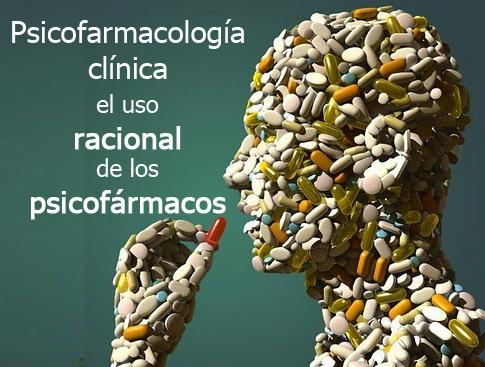 Psicofarmacología
clínica
el uso
racional
de los
psicofármacos